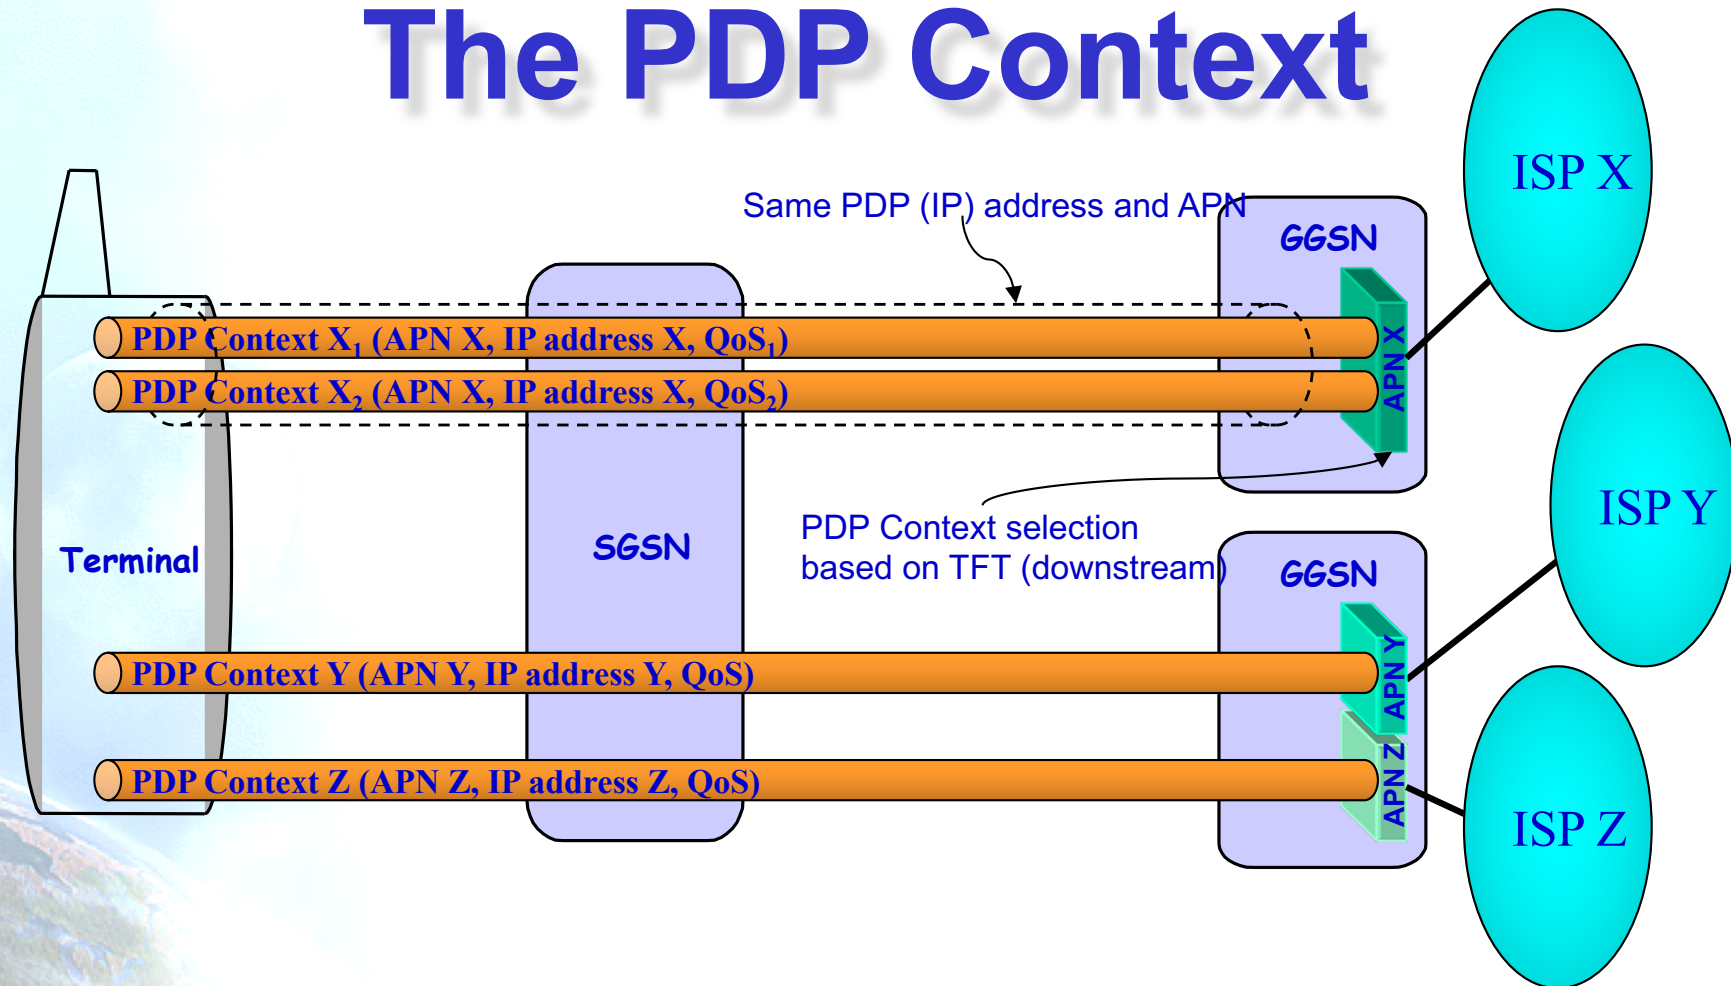 The PDP Context
ISP X
Same PDP (IP) address and APN
GGSN
PDP Context X₁ (APN X, IP address X, QoS₁)
APN X
PDP Context X₂ (APN X, IP address X, QoS₂)
ISP Y
PDP Context selection
based on TFT (downstream)
Terminal
SGSN
GGSN
PDP Context Y (APN Y, IP address Y, QoS)
APN Y
PDP Context Z (APN Z, IP address Z, QoS)
APN Z
ISP Z